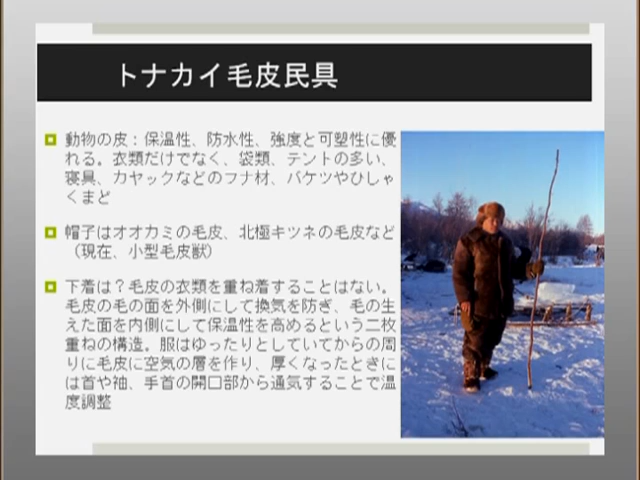 トナカイ毛皮民具
動物の皮：保温性、防水性、強度と可塑性に優
れる。衣類だけでなく、袋類、テントの多い、
寝具、カヤックなどのフナ材、バケツやひしゃ
くまど
帽子はオオカミの毛皮、北極キツネの毛皮など
（現在、小型毛皮獣）
下着は？毛皮の衣類を重ね着することはない。
毛皮の毛の面を外側にして換気を防ぎ、毛の生
えた面を内側にして保温性を高めるという二枚
重ねの構造。服はゆったりとしていてからの周
りに毛皮に空気の層を作り、厚くなったときに
は首や袖、手首の開口部から通気することで温
度調整